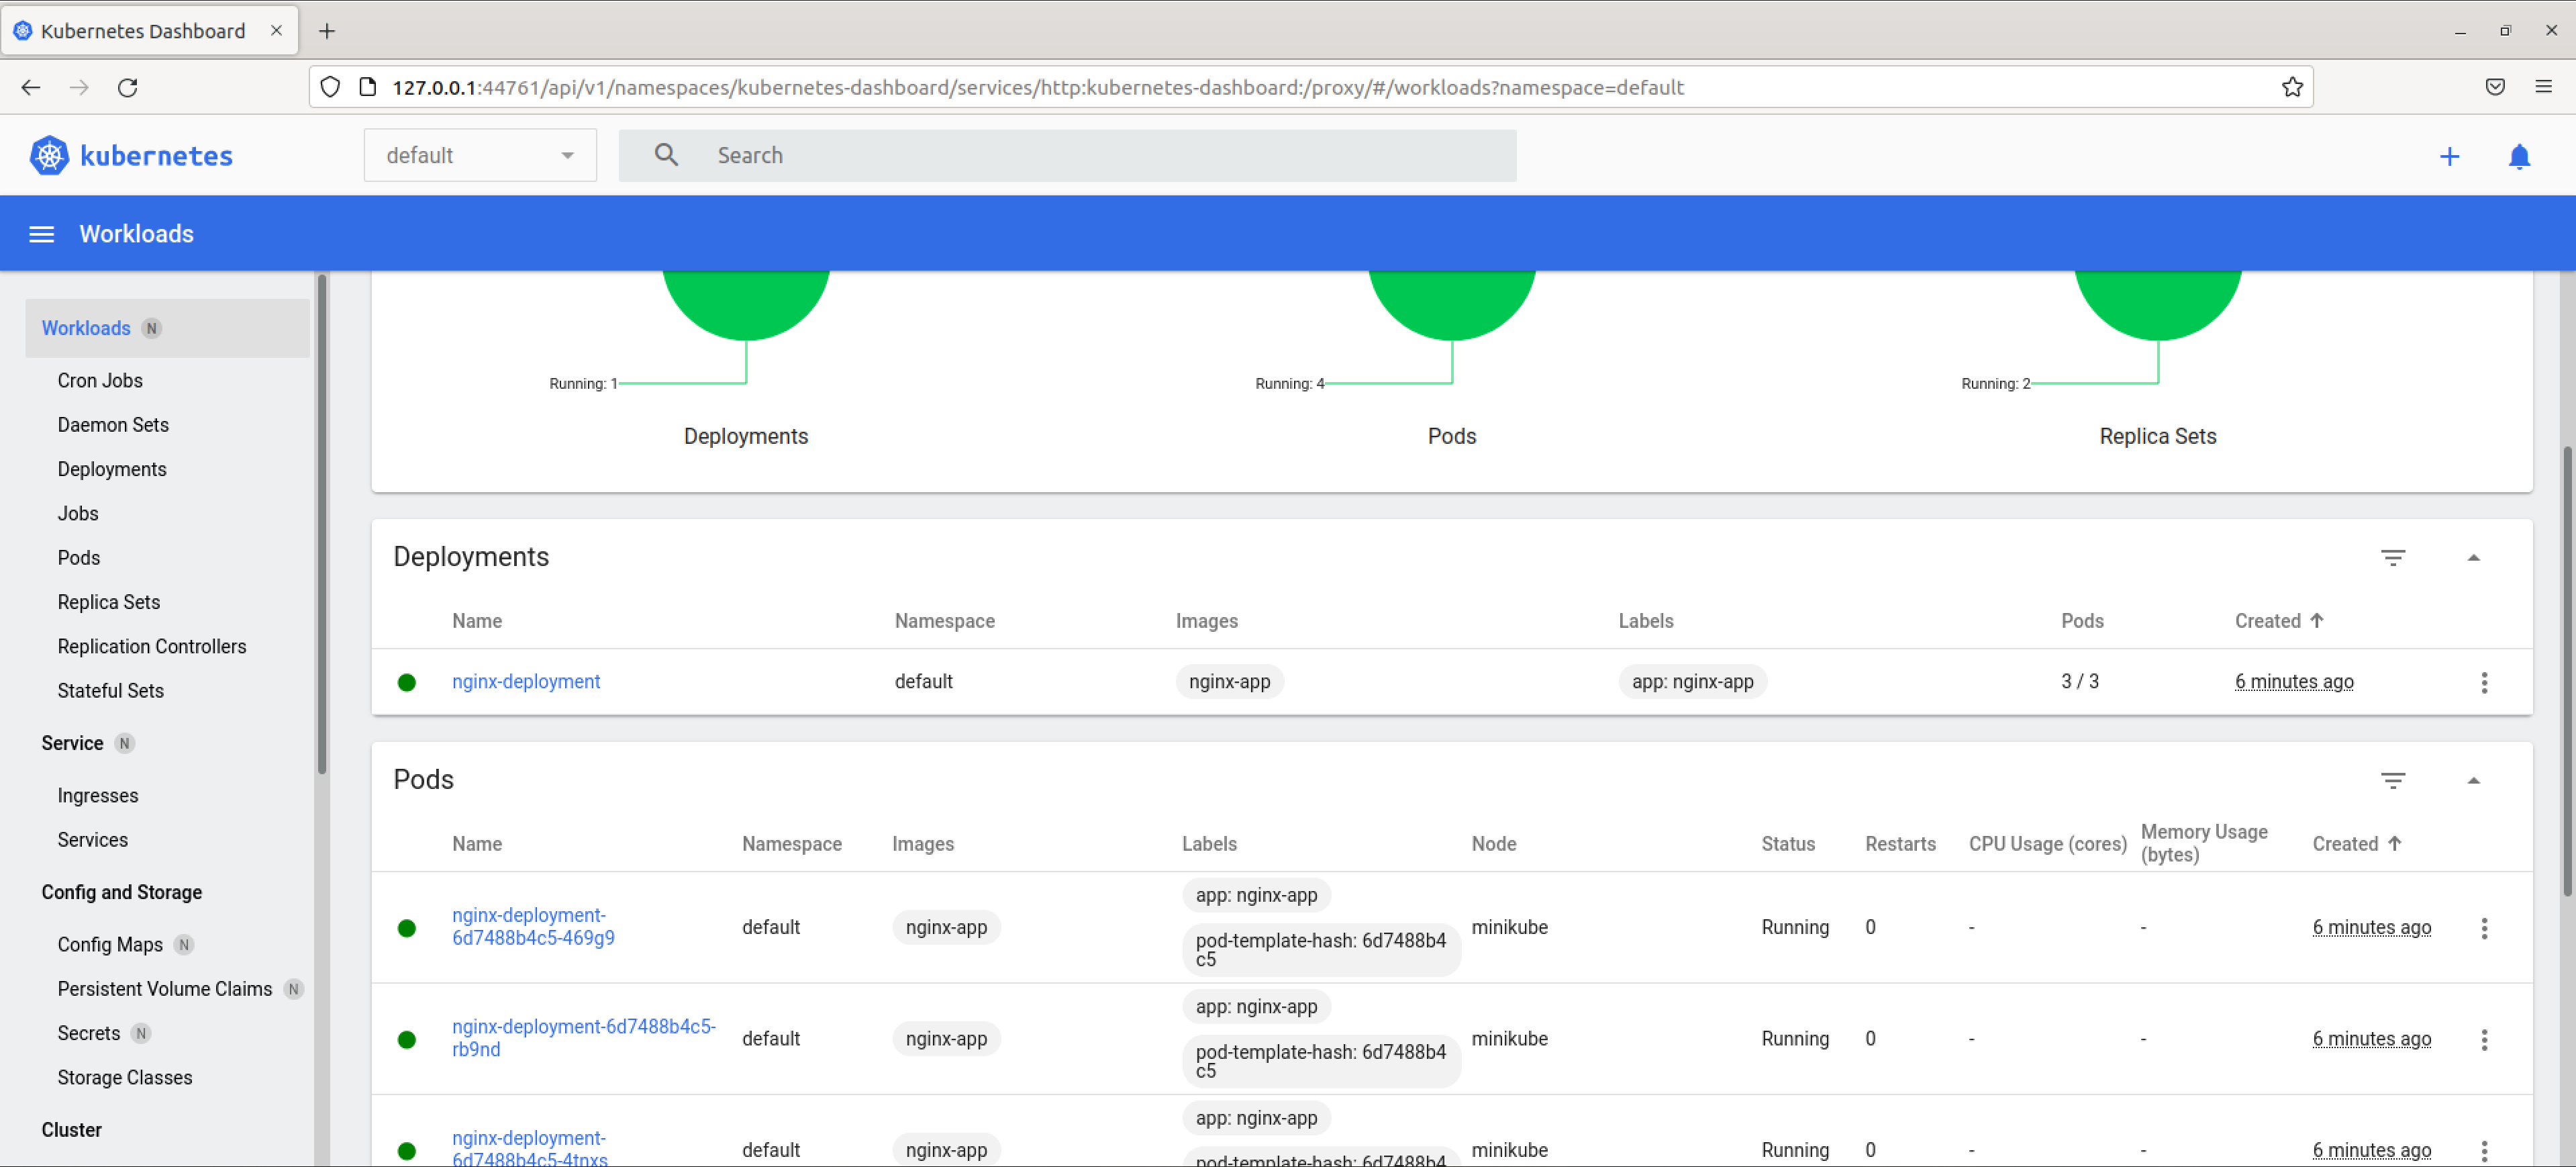 Kubernetes Dashboard
127.0.0.1:44761/api/v1/namespaces/kubernetes-dashboard/services/http:kubernetes-dashboard:/proxy/#/workloads?namespace=default
kubernetes
default
Search
Workloads
Workloads N
Cron Jobs
Daemon Sets
Deployments
Jobs
Pods
Replica Sets
Replication Controllers
Stateful Sets
Service N
Ingresses
Services
Config and Storage
Config Maps N
Persistent Volume Claims N
Secrets N
Storage Classes
Cluster
Running: 1
Deployments
Running: 4
Pods
Running: 2
Replica Sets
Deployments
Name Namespace Images Labels Pods Created
nginx-deployment default nginx-app app: nginx-app 3 / 3 6 minutes ago
Pods
Name Namespace Images Labels Node Status Restarts CPU Usage (cores) Memory Usage
(bytes) Created
nginx-deployment-
6d7488b4c5-469g9
default nginx-app
app: nginx-app
pod-template-hash: 6d7488b4
c5
minikube Running 0 - - 6 minutes ago
nginx-deployment-6d7488b4c5-
rb9nd
default nginx-app
app: nginx-app
pod-template-hash: 6d7488b4
c5
minikube Running 0 - - 6 minutes ago
nginx-deployment-
6d7488b4c5-4tnxs
default nginx-app
app: nginx-app
pod-template-hash: 6d7488b4
minikube Running 0 - - 6 minutes ago